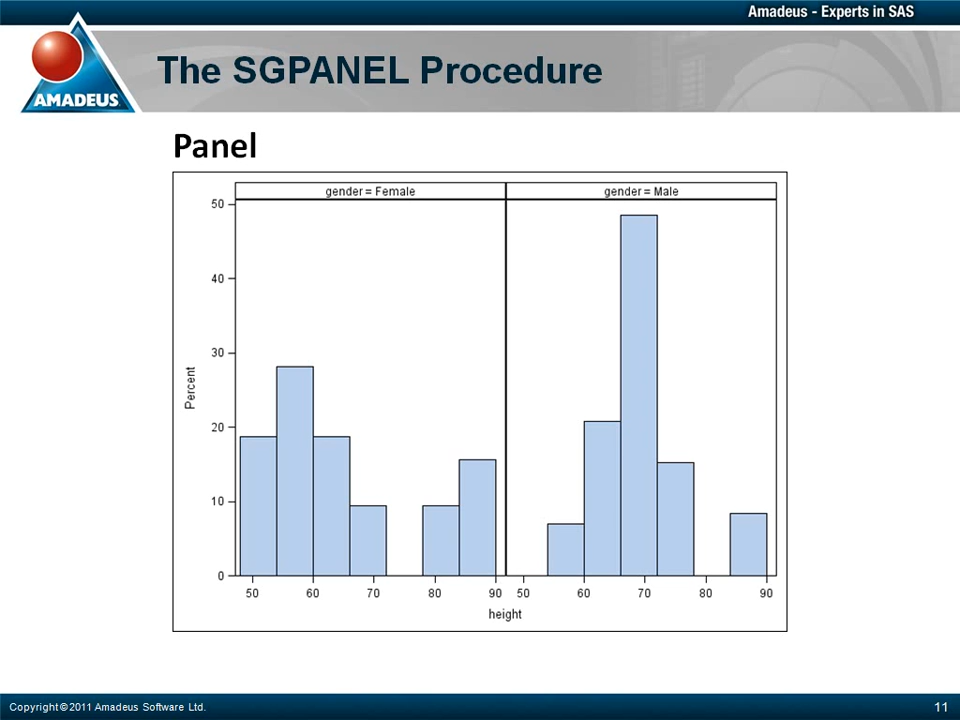 Amadeus - Experts in SAS
AMADEUS
The SGPANEL Procedure
Panel
gender = Female gender = Male
50
40
30
20
10
0
Percent
50 60 70 80 90 50 60 70 80 90
height
Copyright © 2011 Amadeus Software Ltd. 11